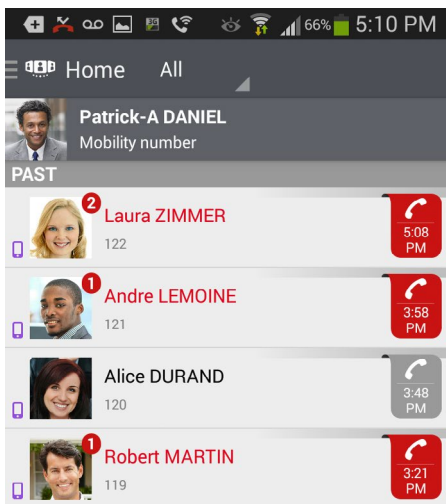 66% 5:10 PM
Home All
Patrick-A DANIEL
Mobility number
PAST
2
Laura ZIMMER
122
5:08
PM
1
Andre LEMOINE
121
3:58
PM
Alice DURAND
120
3:48
PM
1
Robert MARTIN
119
3:21
PM